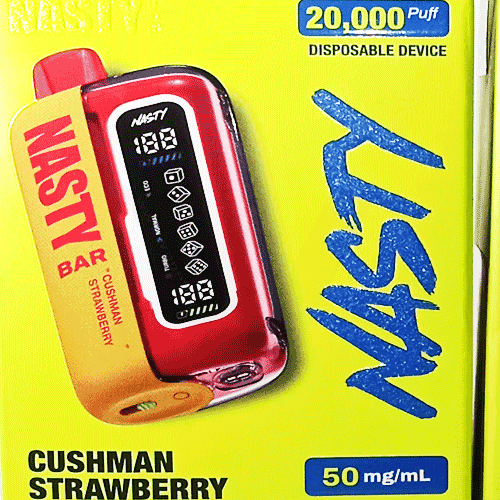 NASTY
20,000 Puff
DISPOSABLE DEVICE
NASTY
188
ECO
NORMAL
TURBO
188
NASTY
BAR
CUSHMAN
STRAWBERRY
NASTY
CUSHMAN
STRAWBERRY
50 mg/mL